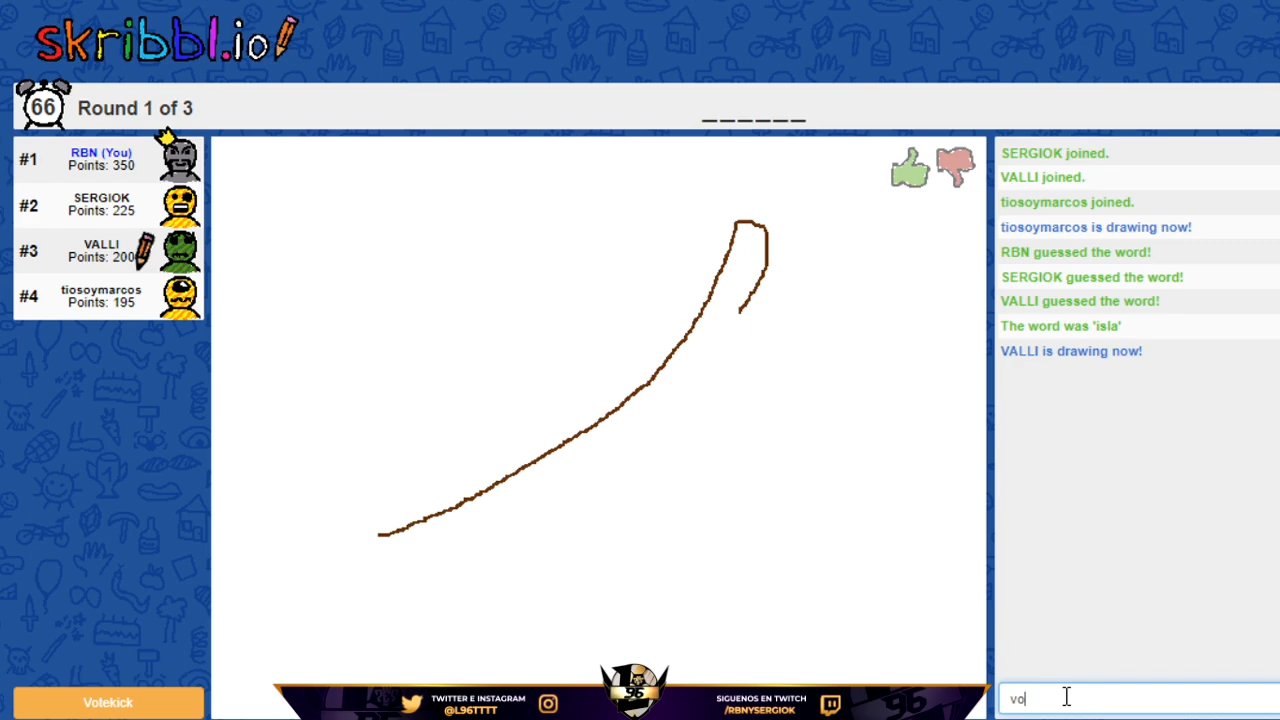 skribbl.io
66
Round 1 of 3
______
#1
RBN (You)
Points: 350
#2
SERGIOK
Points: 225
#3
VALLI
Points: 200
#4
tiosoymarcos
Points: 195
SERGIOK joined.
VALLI joined.
tiosoymarcos joined.
tiosoymarcos is drawing now!
RBN guessed the word!
SERGIOK guessed the word!
VALLI guessed the word!
The word was 'isla'
VALLI is drawing now!
vo
Votekick
TWITTER E INSTAGRAM
@L96TTTT
96
SIGUENOS EN TWITCH
/RBNYSERGIOK